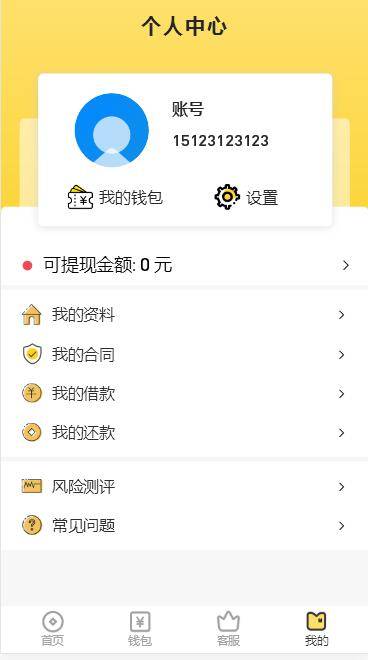 个人中心
账号
15123123123
我的钱包 设置
可提现金额: 0 元
我的资料
我的合同
我的借款
我的还款
风险测评
常见问题
首页 钱包 客服 我的